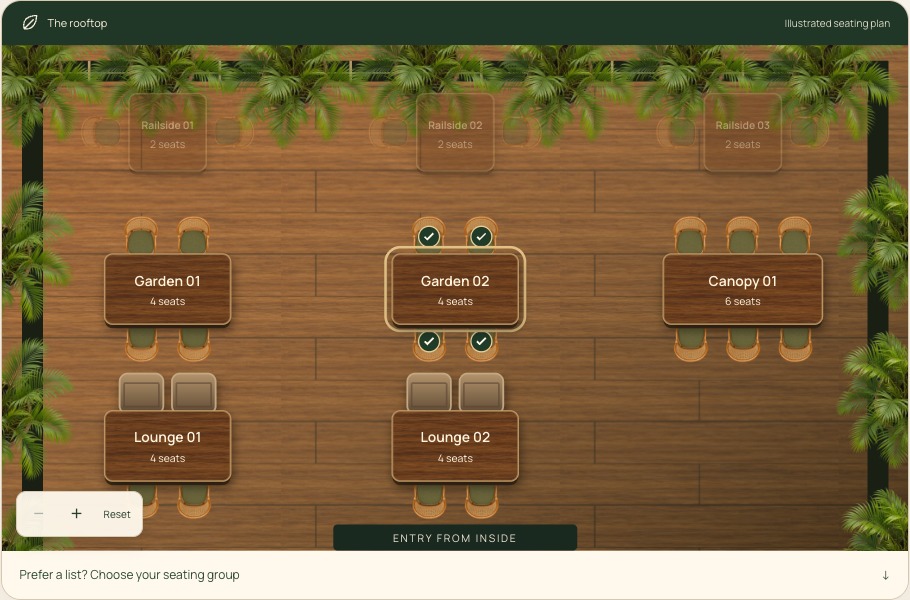 The rooftop
Illustrated seating plan
Railside 01
2 seats
Railside 02
2 seats
Railside 03
2 seats
Garden 01
4 seats
Garden 02
4 seats
Canopy 01
6 seats
Lounge 01
4 seats
Lounge 02
4 seats
− + Reset
ENTRY FROM INSIDE
Prefer a list? Choose your seating group ↓